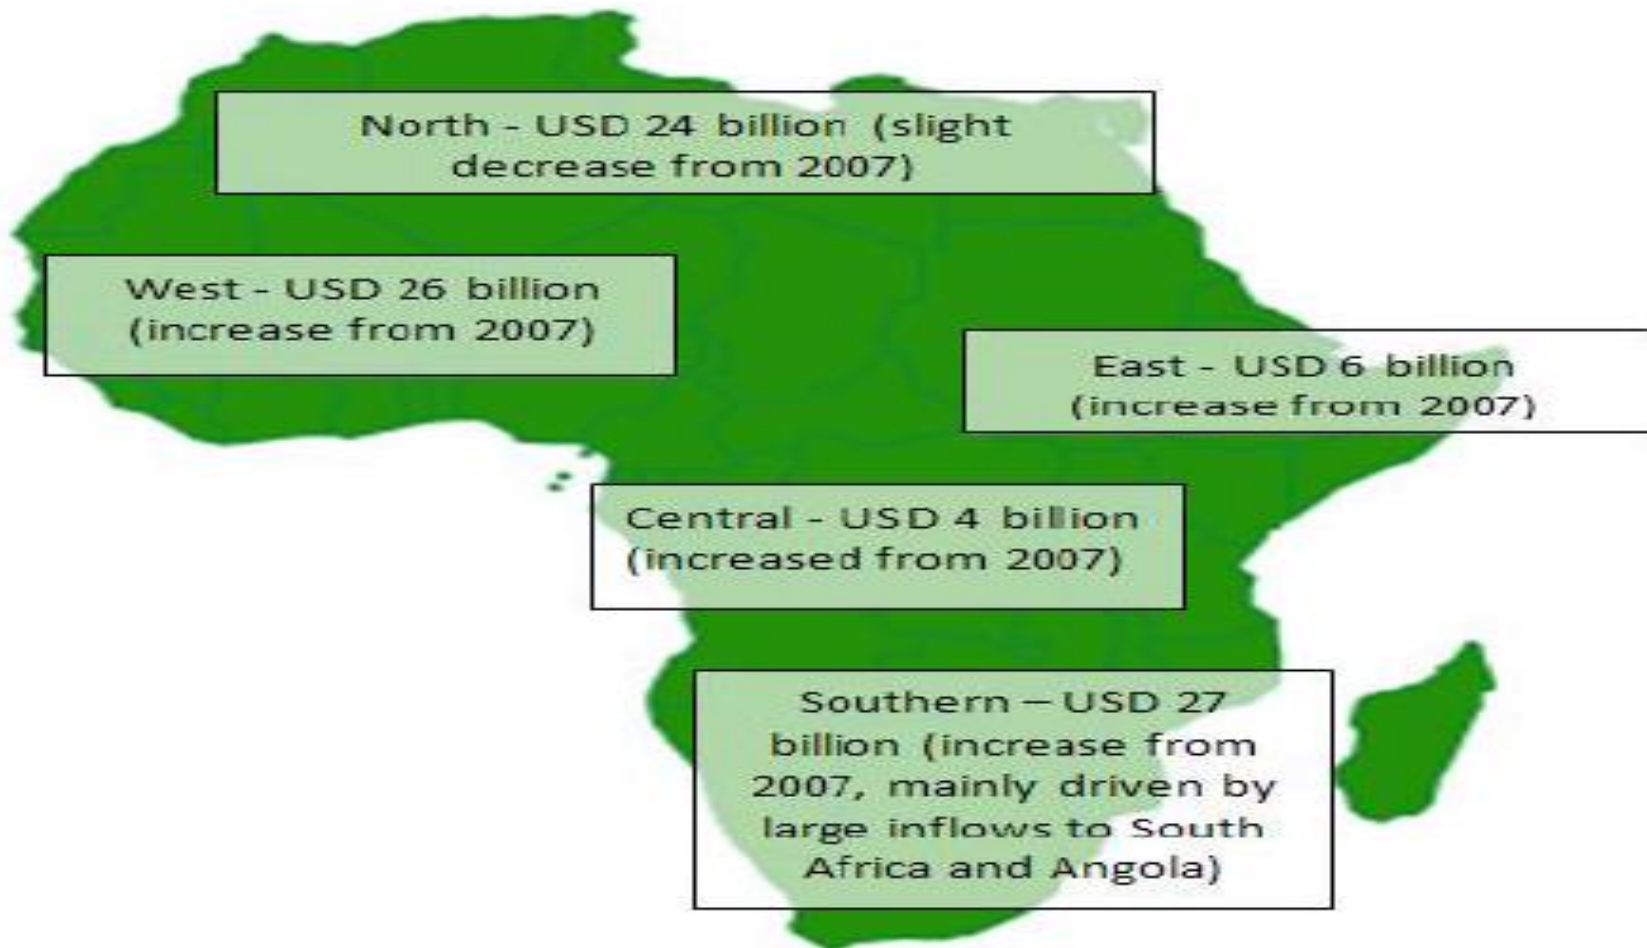 North - USD 24 billion (slight
decrease from 2007)
West - USD 26 billion
(increase from 2007)
East - USD 6 billion
(increase from 2007)
Central - USD 4 billion
(increased from 2007)
Southern – USD 27
billion (increase from
2007, mainly driven by
large inflows to South
Africa and Angola)